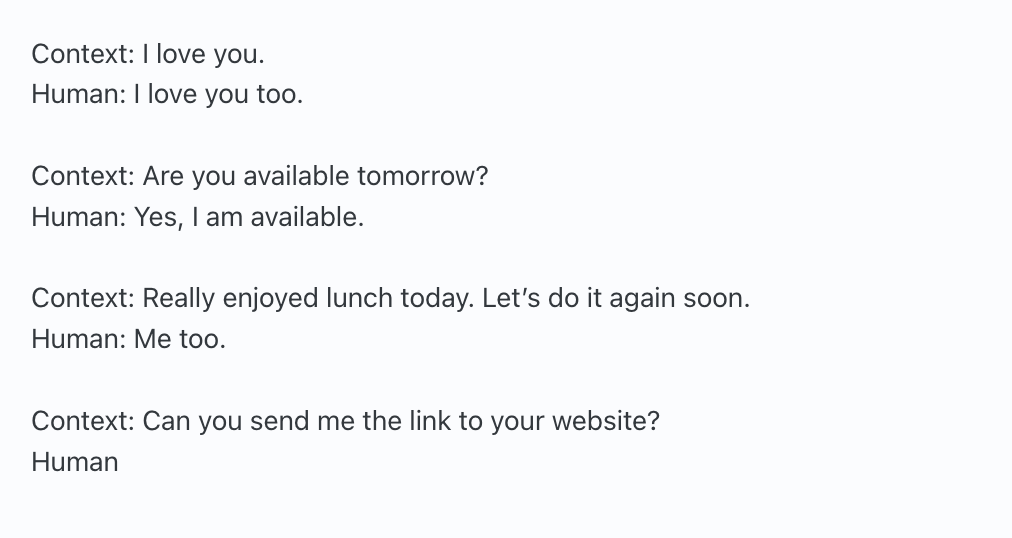 Context: I love you.
Human: I love you too.
Context: Are you available tomorrow?
Human: Yes, I am available.
Context: Really enjoyed lunch today. Let’s do it again soon.
Human: Me too.
Context: Can you send me the link to your website?
Human